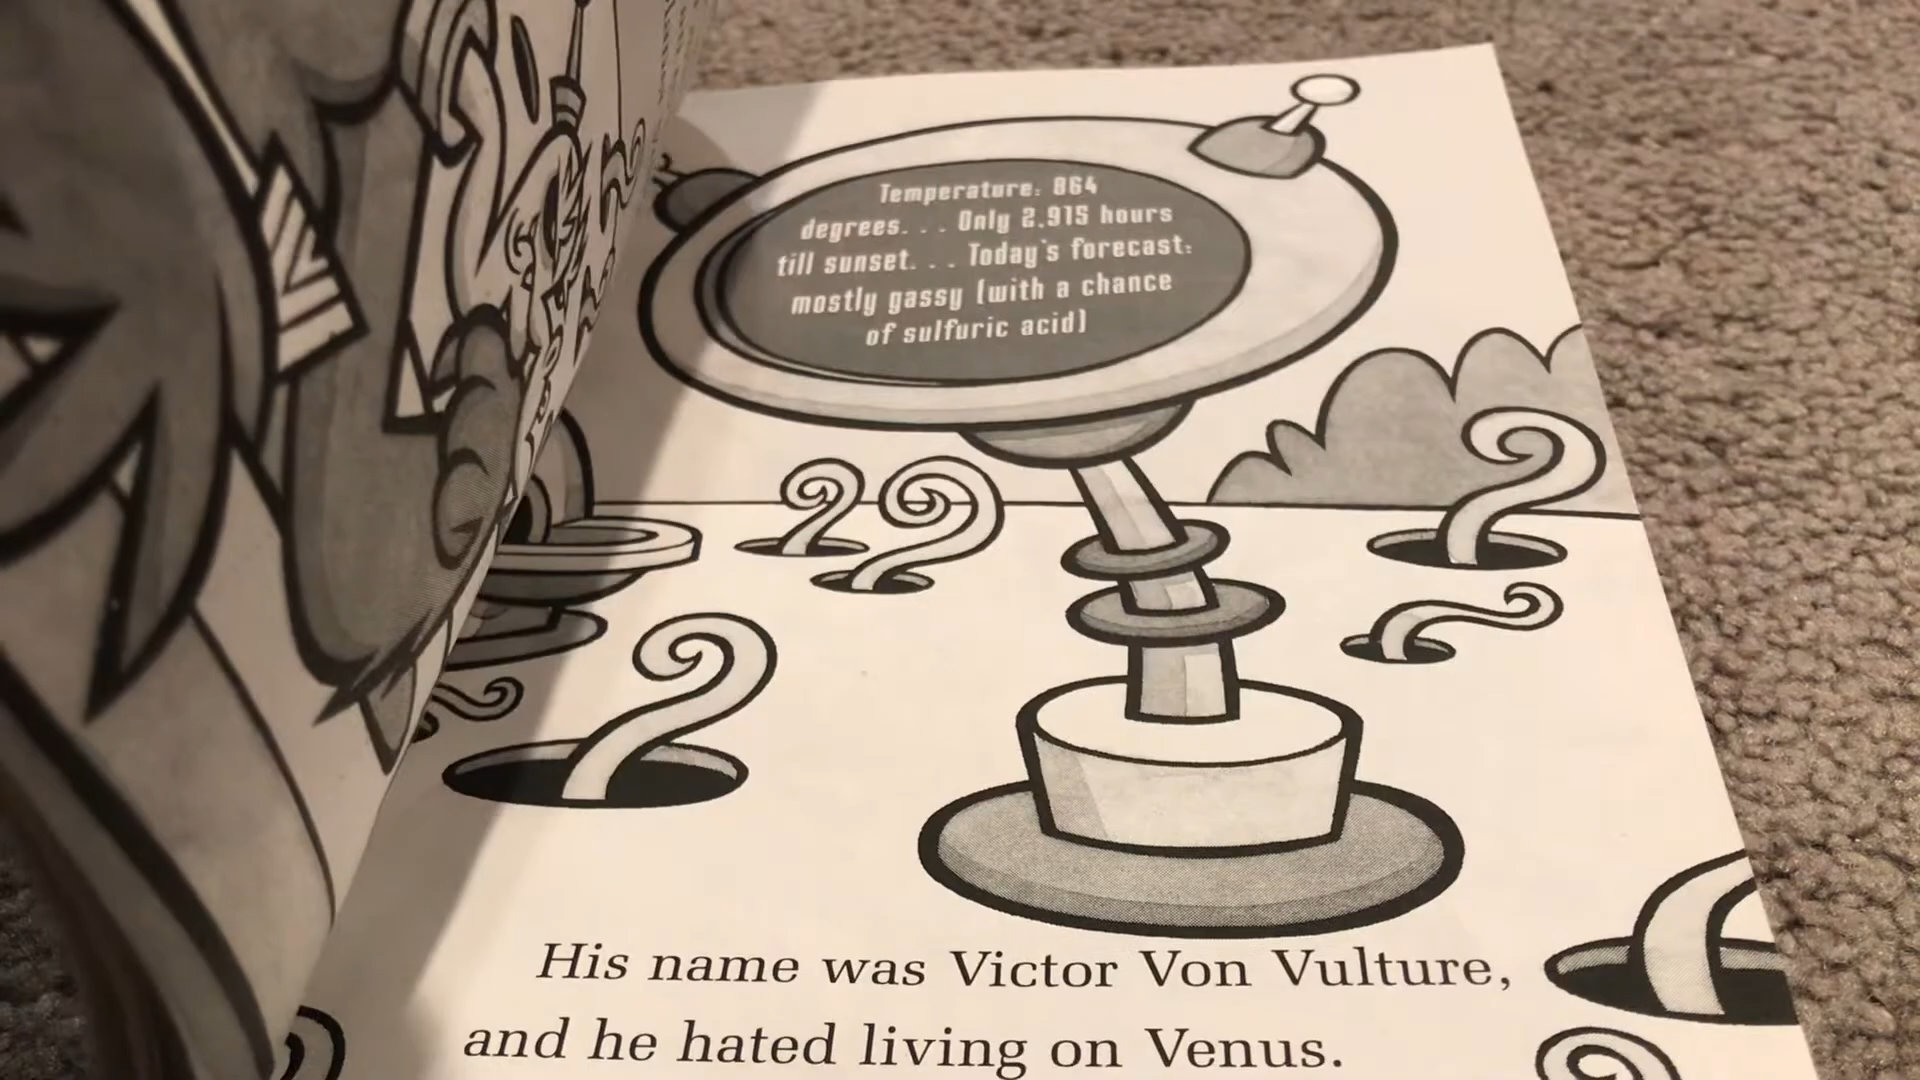 Temperature: 864
degrees. . . Only 2,915 hours
till sunset. . . Today's forecast:
mostly gassy (with a chance
of sulfuric acid)
His name was Victor Von Vulture,
and he hated living on Venus.